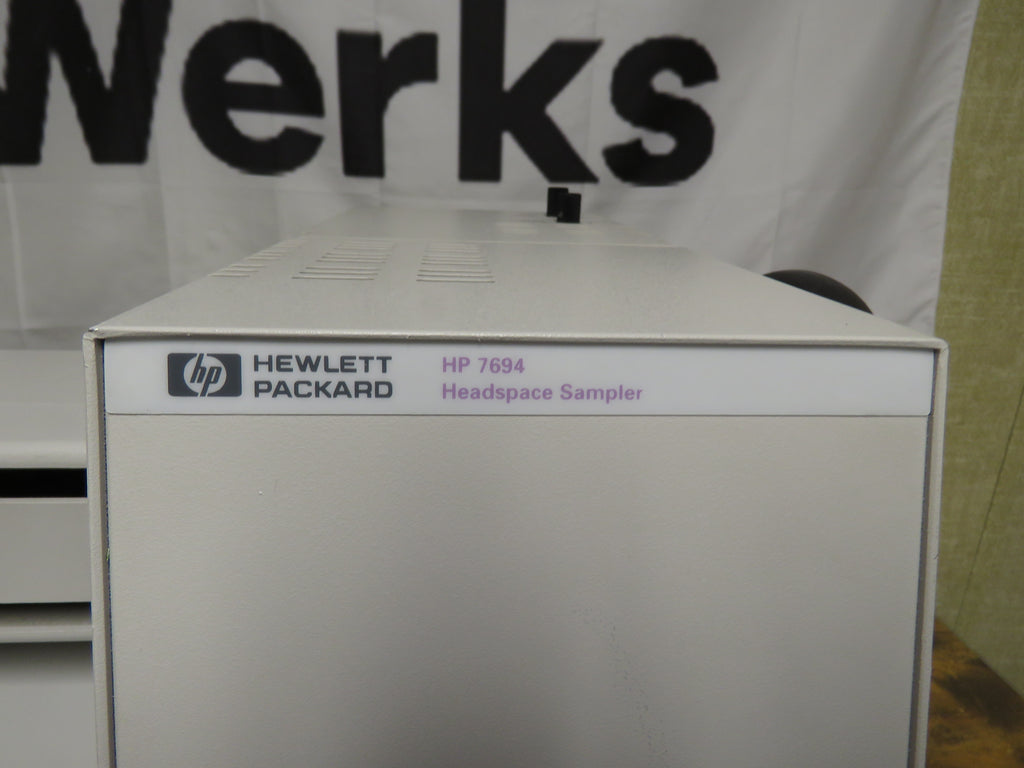 Werks
hp HEWLETT
PACKARD
HP 7694
Headspace Sampler